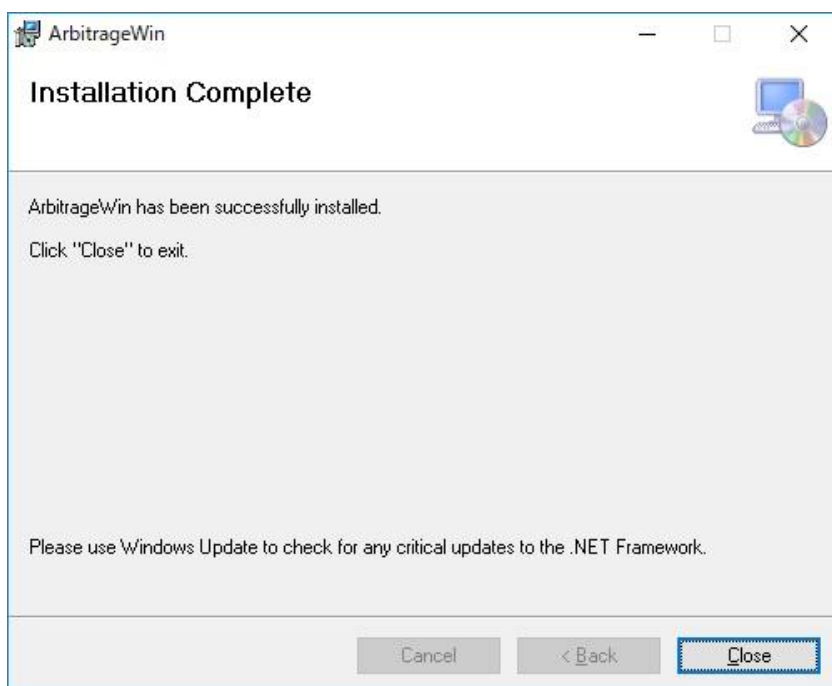 ArbitrageWin
Installation Complete
ArbitrageWin has been successfully installed.
Click "Close" to exit.
Please use Windows Update to check for any critical updates to the .NET Framework.
Cancel
< Back
Close